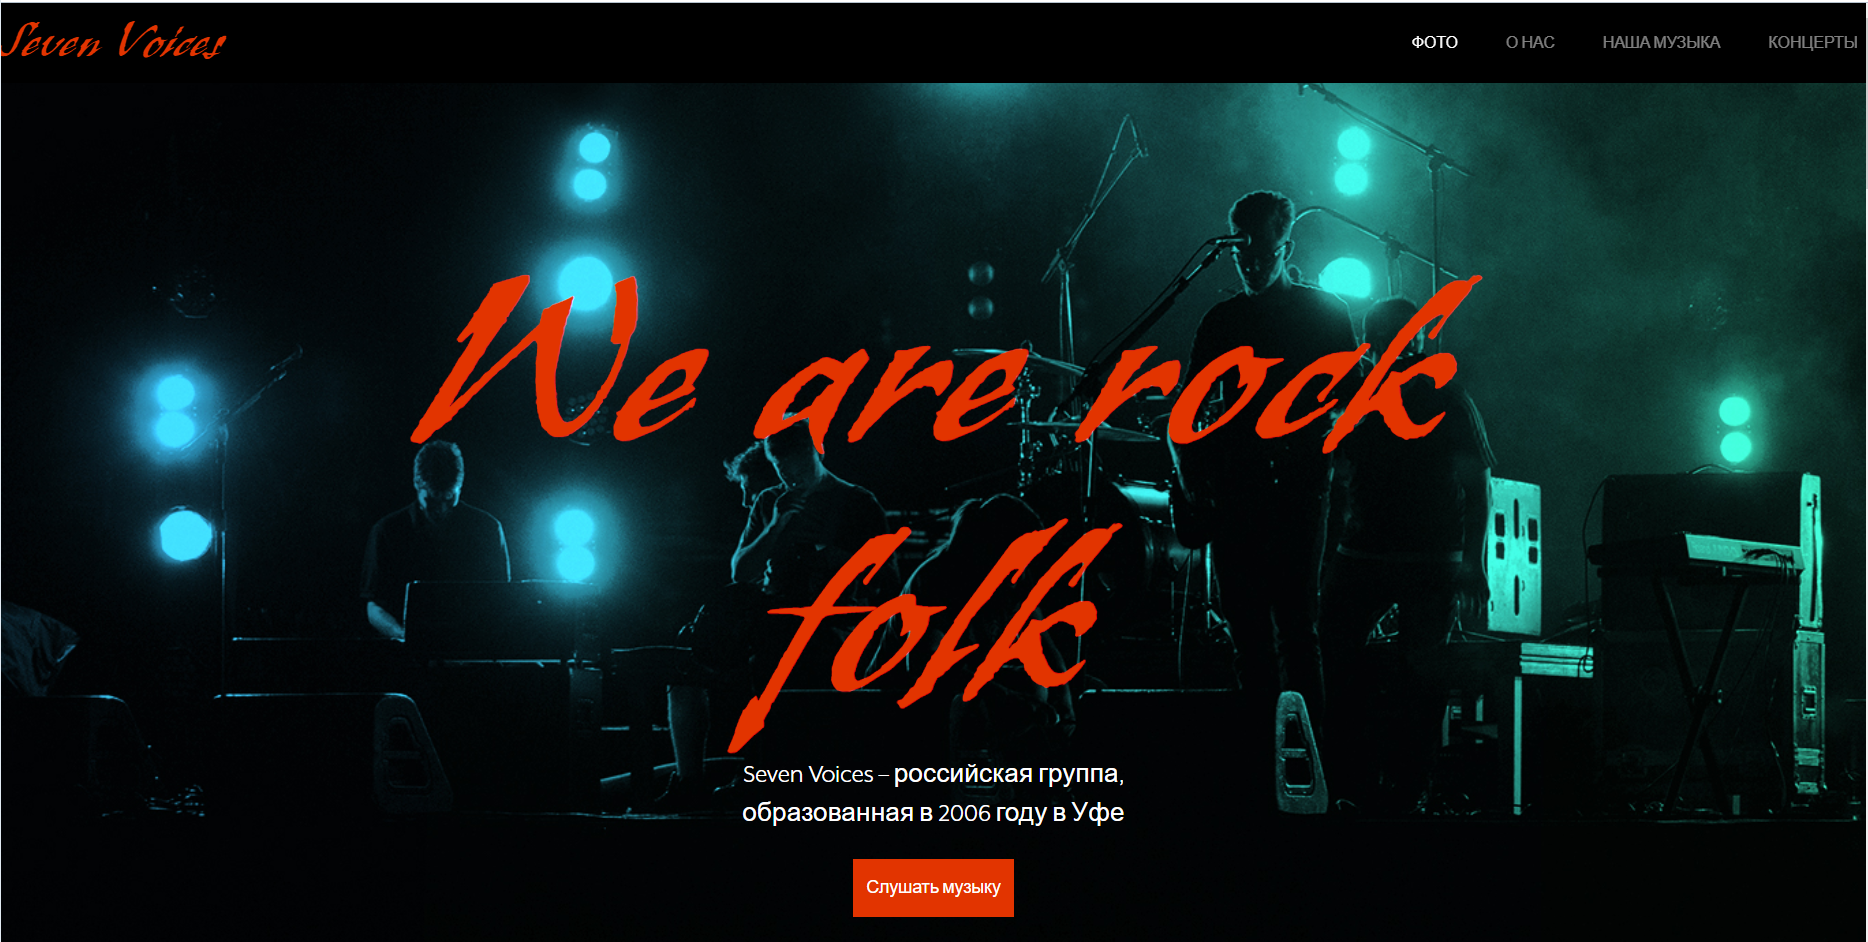 Seven Voices
ФОТО
О НАС
НАША МУЗЫКА
КОНЦЕРТЫ
We are rock
folk
Seven Voices – российская группа,
образованная в 2006 году в Уфе
Слушать музыку